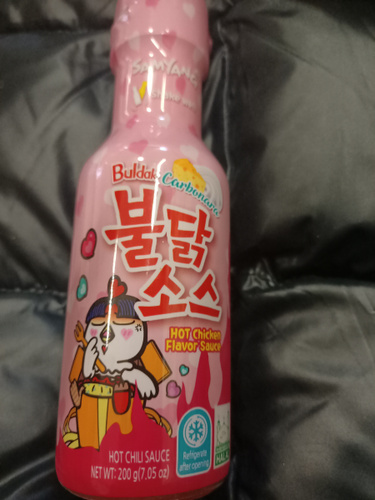 SAMYANG
Buldak
Carbonara!
불닭
소스
HOT Chicken
Flavor Sauce
Refrigerate
after opening
HALAL
HOT CHILI SAUCE
NET WT: 200 g(7.05 oz)